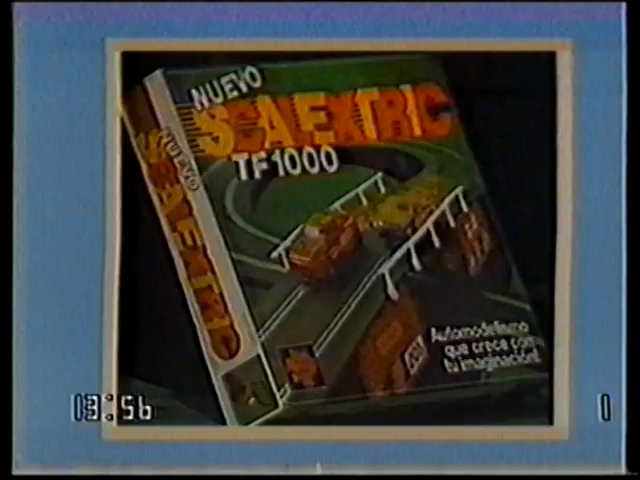 NUEVO
SCALEXTRIC
TF1000
NUEVO
SCALEXTRIC
Automodelismo
que crece con
tu imaginación!
13:56
1